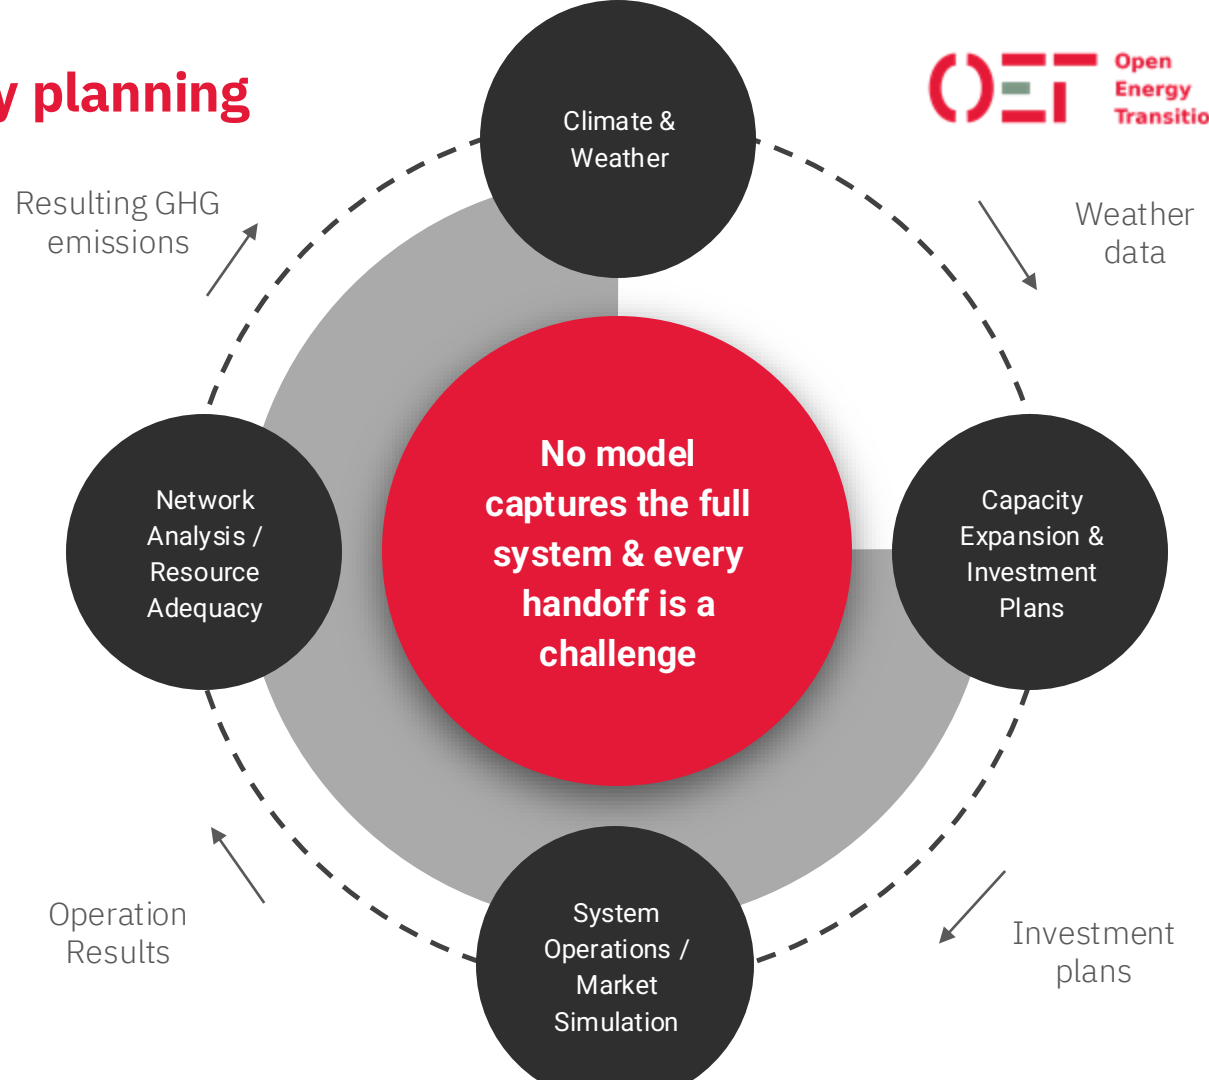 y planning
Open
Energy
Transitio
Climate &
Weather
Resulting GHG
emissions
Weather
data
No model
captures the full
system & every
handoff is a
challenge
Network
Analysis /
Resource
Adequacy
Capacity
Expansion &
Investment
Plans
Operation
Results
System
Operations /
Market
Simulation
Investment
plans